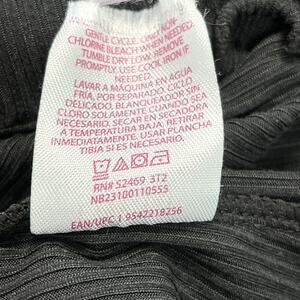 GENTLE CYCLE. ONLY NON-
CHLORINE BLEACH WHEN NEEDED.
TUMBLE DRY LOW. REMOVE
PROMPTLY. USE COOL IRON IF
NEEDED.
LAVAR A MÁQUINA EN AGUA
FRÍA, POR SEPARADO. CICLO
DELICADO. BLANQUEADOR SIN
CLORO SOLAMENTE CUANDO SEA
NECESARIO. SECAR EN SECADORA
A TEMPERATURA BAJA. RETIRAR
INMEDIATAMENTE. USAR PLANCHA
TIBIA SI ES NECESARIO.
RN# 52469 3T2
NB23100110555
EAN/UPC 1 9542218256